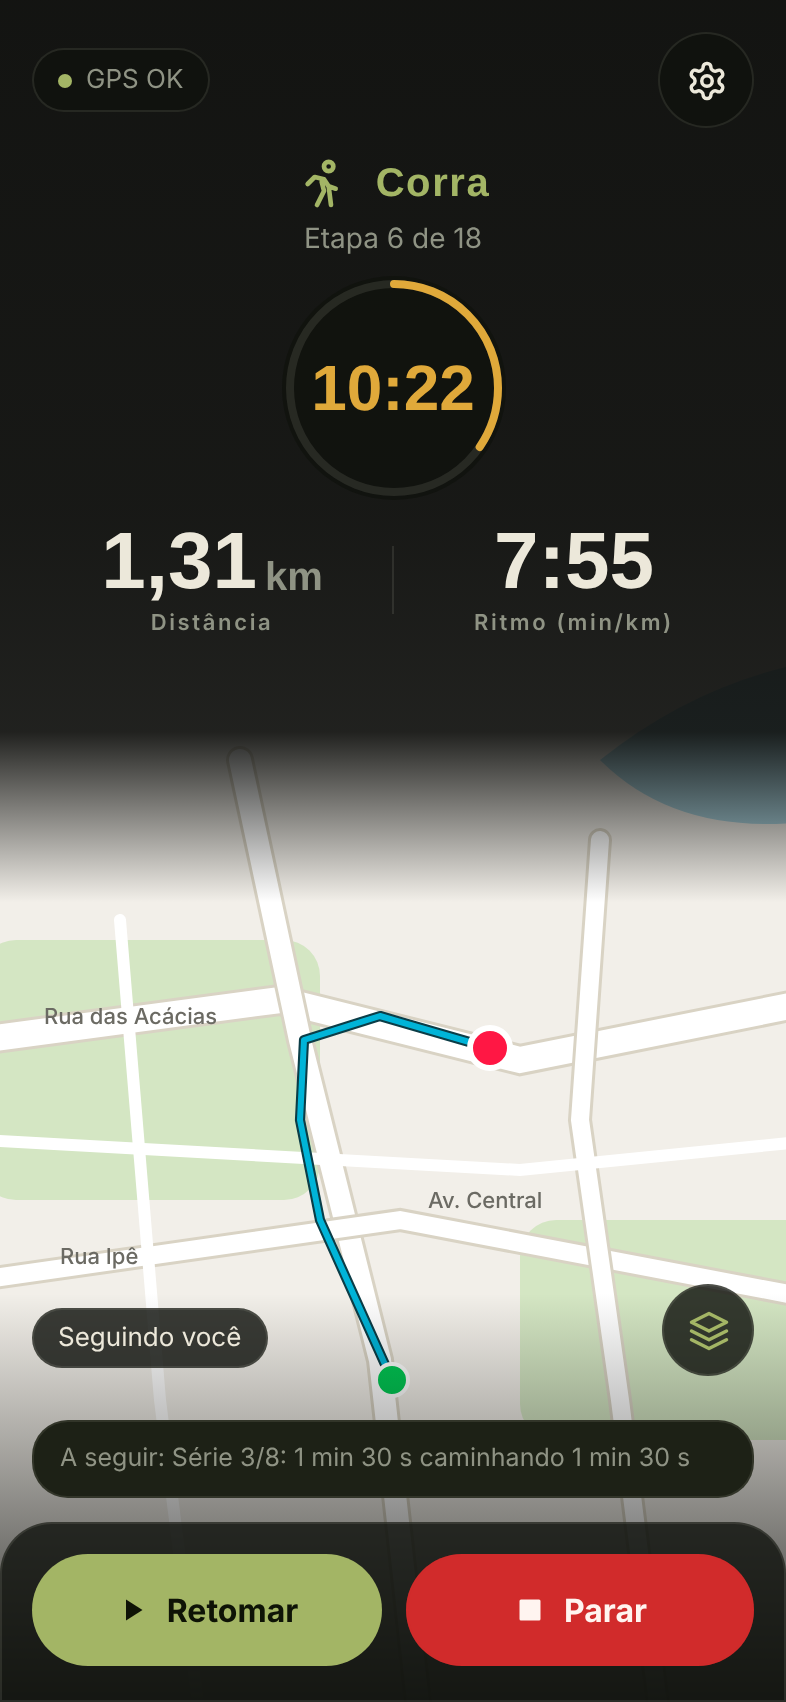 GPS OK
Corra
Etapa 6 de 18
10:22
1,31 km
Distância
7:55
Ritmo (min/km)
Rua das Acácias
Av. Central
Rua Ipê
Seguindo você
A seguir: Série 3/8: 1 min 30 s caminhando 1 min 30 s
Retomar
Parar